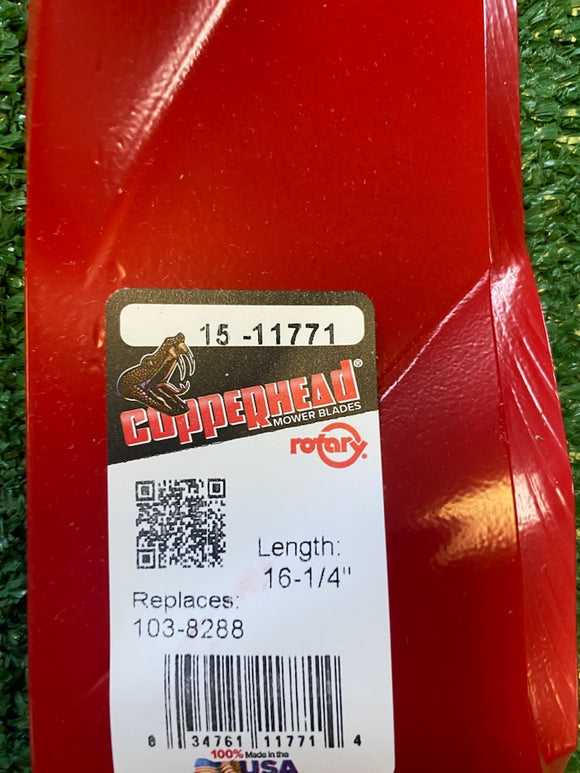 15 -11771
COPPERHEAD®
MOWER BLADES
rotary.
Length:
16-1/4"
Replaces:
103-8288
0 34761 11771 4
100% Made in the
USA